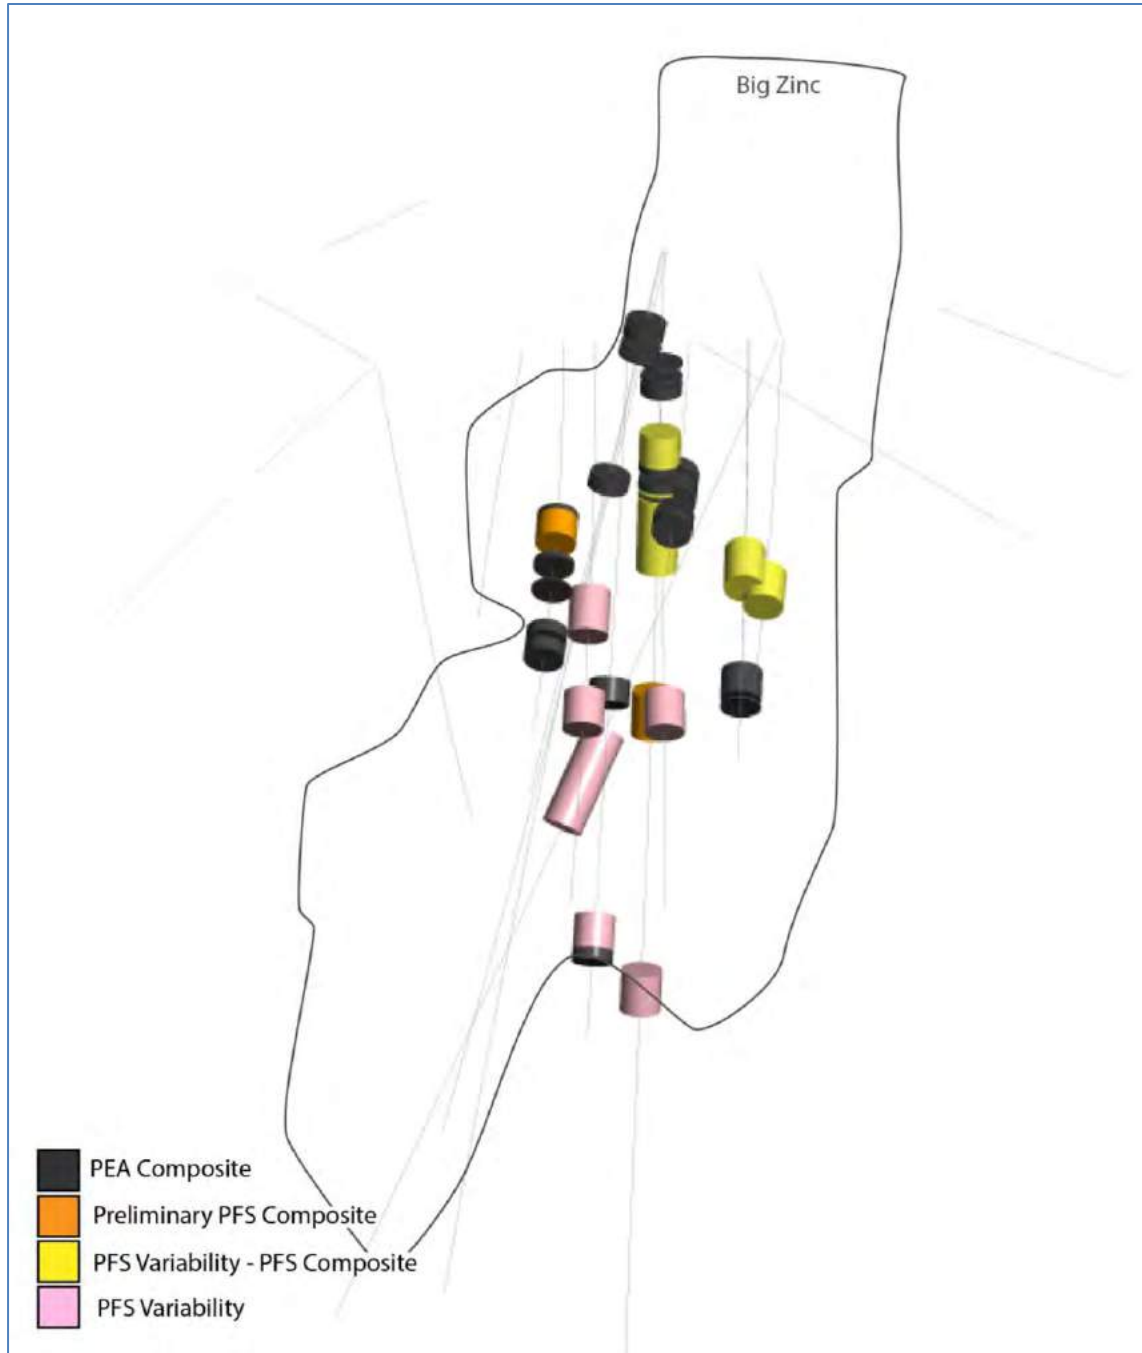 Big Zinc
PEA Composite
Preliminary PFS Composite
PFS Variability - PFS Composite
PFS Variability